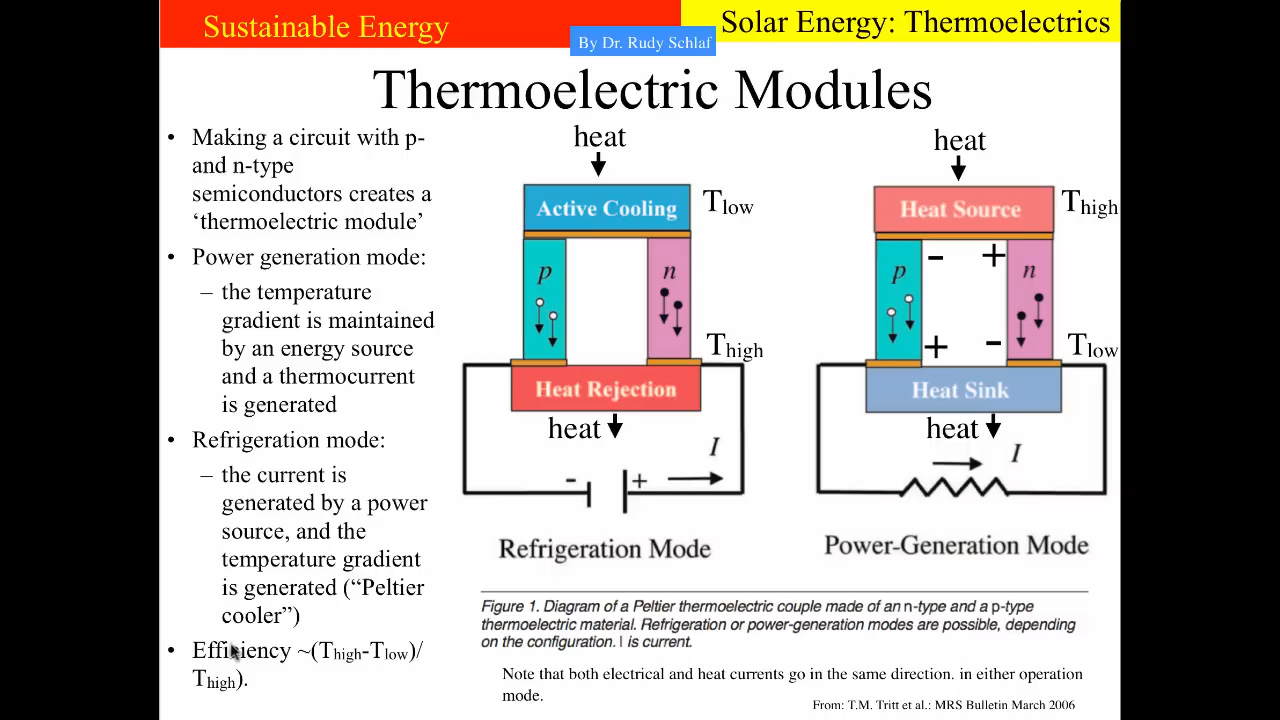 Sustainable Energy
Solar Energy: Thermoelectrics
By Dr. Rudy Schlaf
Thermoelectric Modules
• Making a circuit with p-
and n-type
semiconductors creates a
‘thermoelectric module’
• Power generation mode:
– the temperature
gradient is maintained
by an energy source
and a thermocurrent
is generated
• Refrigeration mode:
– the current is
generated by a power
source, and the
temperature gradient
is generated (“Peltier
cooler”)
• Efficiency ~(Thigh-Tlow)/
Thigh).
heat
Active Cooling
Tlow
p
n
Thigh
Heat Rejection
heat
I
- +
Refrigeration Mode
heat
Heat Source
Thigh
- +
p
n
+ -
Tlow
Heat Sink
heat
I
Power-Generation Mode
Figure 1. Diagram of a Peltier thermoelectric couple made of an n-type and a p-type
thermoelectric material. Refrigeration or power-generation modes are possible, depending
on the configuration. I is current.
Note that both electrical and heat currents go in the same direction. in either operation
mode.
From: T.M. Tritt et al.: MRS Bulletin March 2006